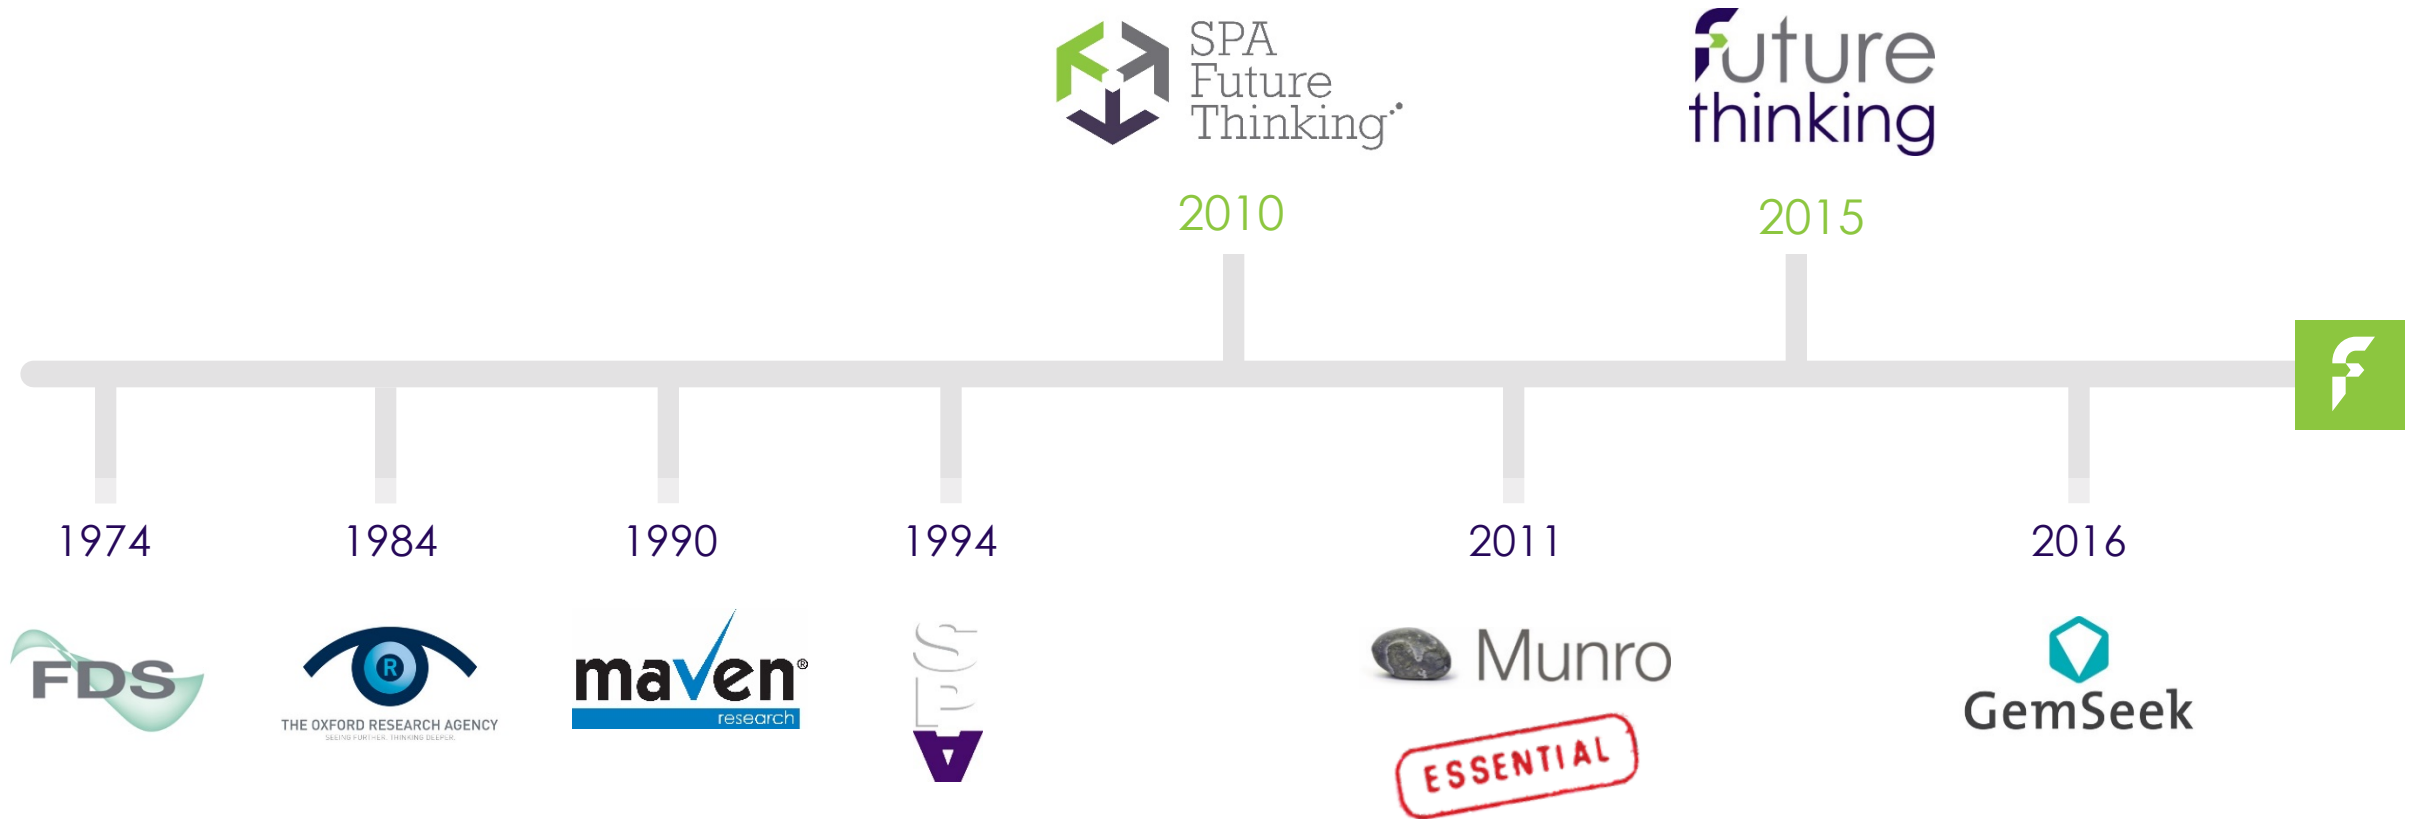 SPA
Future
Thinking
future
thinking
2010
2015
1974
1984
1990
1994
2011
2016
FDS
R
THE OXFORD RESEARCH AGENCY
SEEING FURTHER. THINKING DEEPER.
maven®
research
S
P
A
Munro
ESSENTIAL
GemSeek